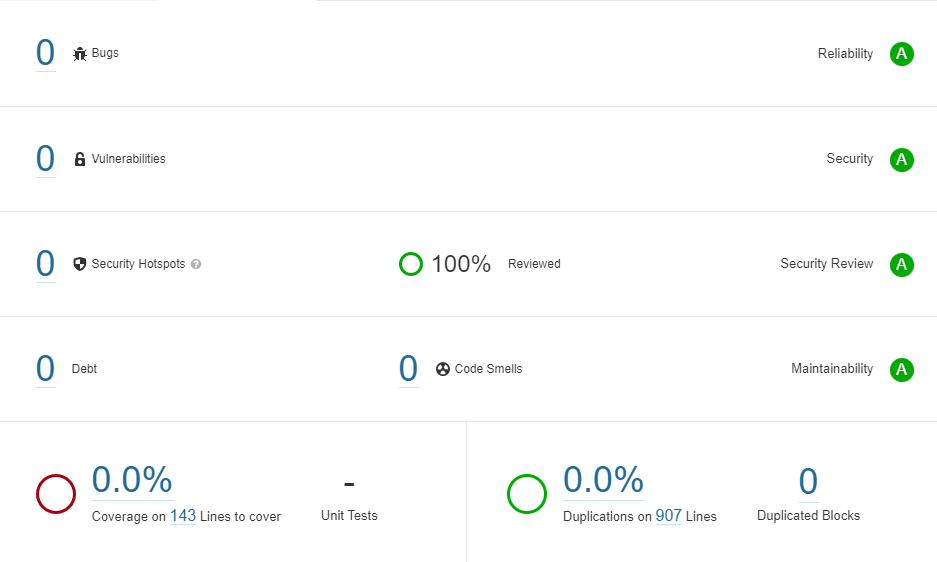 0 Bugs Reliability A
0 Vulnerabilities Security A
0 Security Hotspots ? 100% Reviewed Security Review A
0 Debt 0 Code Smells Maintainability A
0.0% - 0.0% 0
Coverage on 143 Lines to cover Unit Tests Duplications on 907 Lines Duplicated Blocks